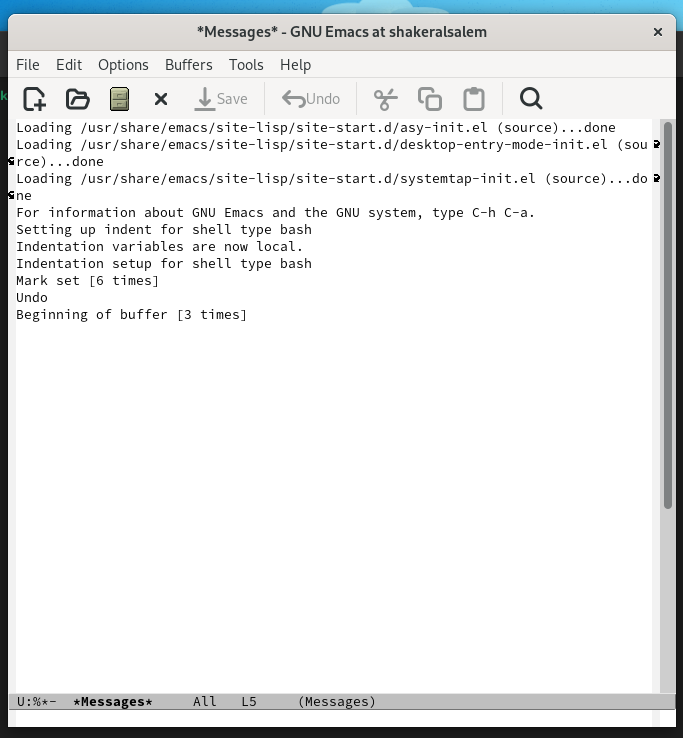 *Messages* - GNU Emacs at shakeralsalem
File Edit Options Buffers Tools Help
Save Undo
Loading /usr/share/emacs/site-lisp/site-start.d/asy-init.el (source)...done
Loading /usr/share/emacs/site-lisp/site-start.d/desktop-entry-mode-init.el (sou
rce)...done
Loading /usr/share/emacs/site-lisp/site-start.d/systemtap-init.el (source)...do
ne
For information about GNU Emacs and the GNU system, type C-h C-a.
Setting up indent for shell type bash
Indentation variables are now local.
Indentation setup for shell type bash
Mark set [6 times]
Undo
Beginning of buffer [3 times]
U:%*- *Messages* All L5 (Messages)